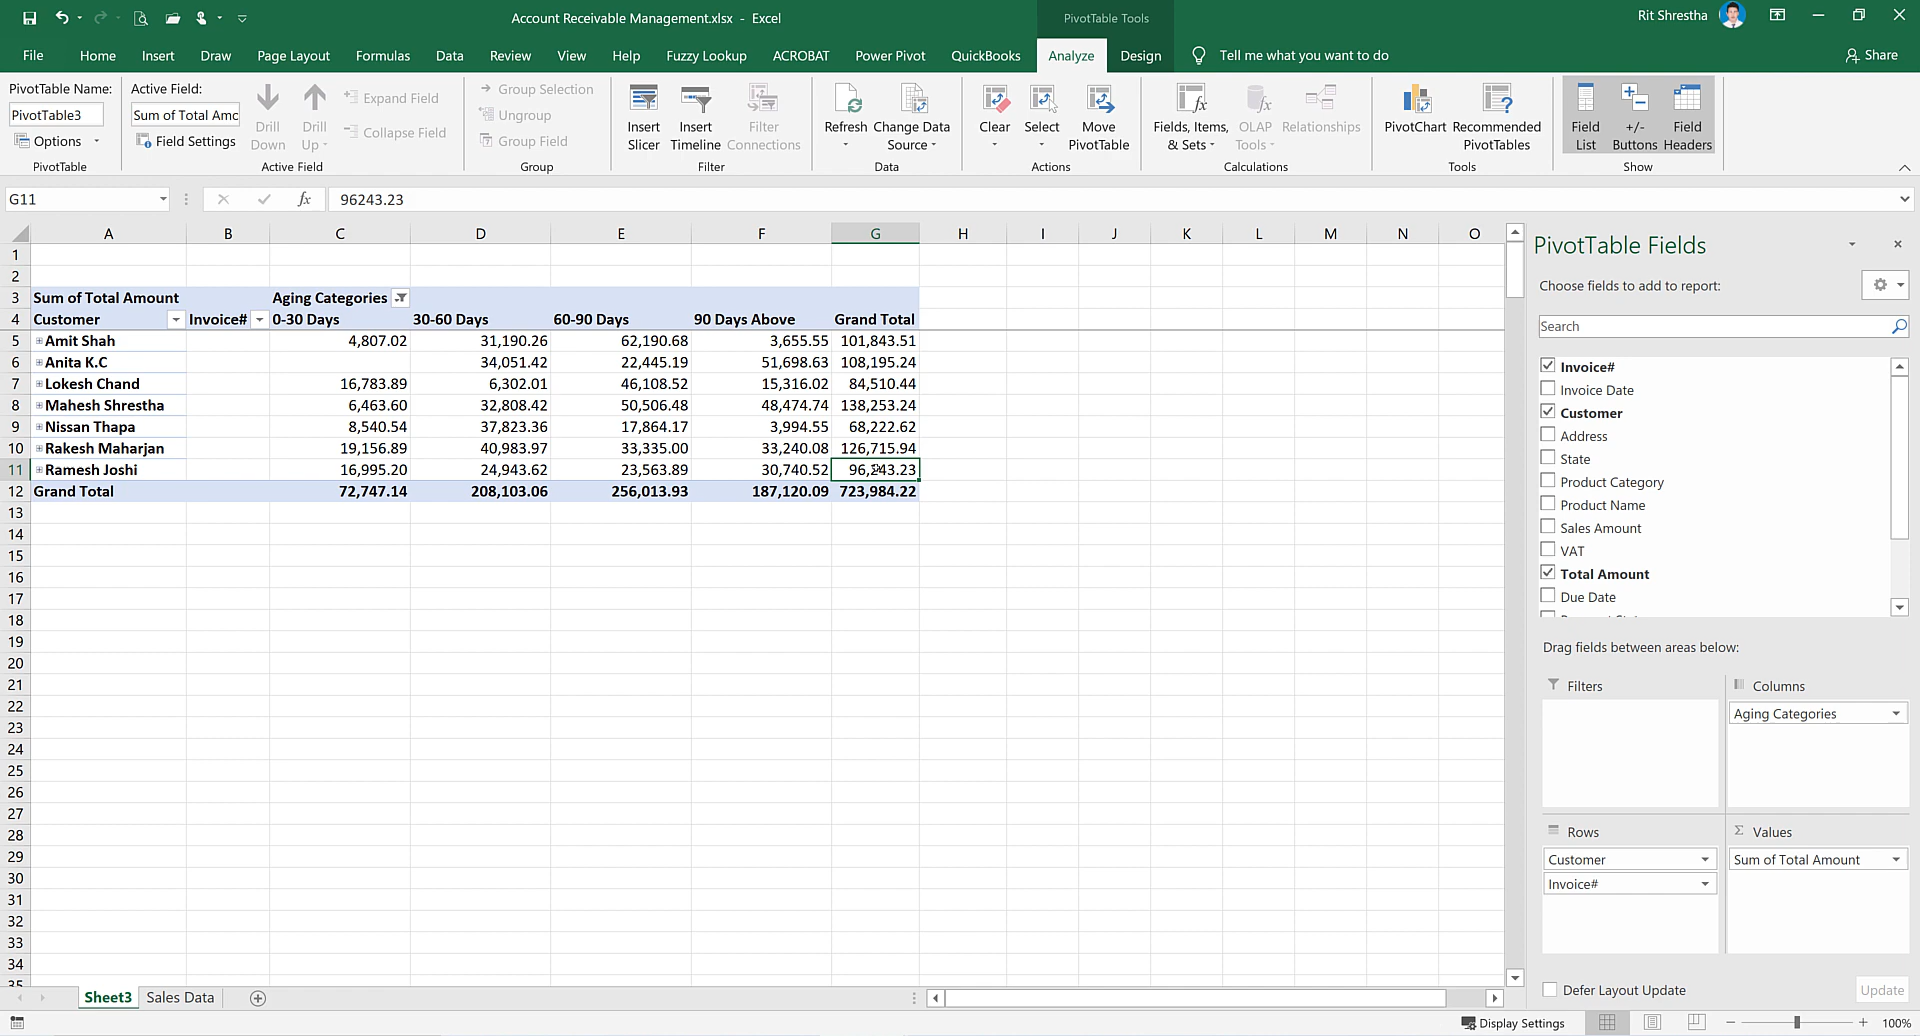 Account Receivable Management.xlsx - Excel
PivotTable Tools
Rit Shrestha
File Home Insert Draw Page Layout Formulas Data Review View Help Fuzzy Lookup ACROBAT Power Pivot QuickBooks Analyze Design Tell me what you want to do Share
PivotTable Name:
PivotTable3
Options
PivotTable
Active Field:
Sum of Total Amc
Field Settings
Drill Down
Drill Up
Expand Field
Collapse Field
Active Field
Group Selection
Ungroup
Group Field
Group
Insert Slicer
Insert Timeline
Filter Connections
Filter
Refresh
Change Data Source
Data
Clear
Select
Move PivotTable
Actions
Fields, Items, & Sets
OLAP Tools
Relationships
Calculations
PivotChart
Recommended PivotTables
Tools
Field List
+/- Buttons
Field Headers
Show
G11 fx 96243.23
A B C D E F G H I J K L M N O
1
2
3 Sum of Total Amount Aging Categories
4 Customer Invoice# 0-30 Days 30-60 Days 60-90 Days 90 Days Above Grand Total
5 Amit Shah 4,807.02 31,190.26 62,190.68 3,655.55 101,843.51
6 Anita K.C 34,051.42 22,445.19 51,698.63 108,195.24
7 Lokesh Chand 16,783.89 6,302.01 46,108.52 15,316.02 84,510.44
8 Mahesh Shrestha 6,463.60 32,808.42 50,506.48 48,474.74 138,253.24
9 Nissan Thapa 8,540.54 37,823.36 17,864.17 3,994.55 68,222.62
10 Rakesh Maharjan 19,156.89 40,983.97 33,335.00 33,240.08 126,715.94
11 Ramesh Joshi 16,995.20 24,943.62 23,563.89 30,740.52 96,243.23
12 Grand Total 72,747.14 208,103.06 256,013.93 187,120.09 723,984.22
13
14
15
16
17
18
19
20
21
22
23
24
25
26
27
28
29
30
31
32
33
34
35
PivotTable Fields
Choose fields to add to report:
Search
Invoice#
Invoice Date
Customer
Address
State
Product Category
Product Name
Sales Amount
VAT
Total Amount
Due Date
Drag fields between areas below:
Filters
Columns
Aging Categories
Rows
Customer
Invoice#
Values
Sum of Total Amount
Defer Layout Update
Update
Sheet3 Sales Data
Display Settings
100%